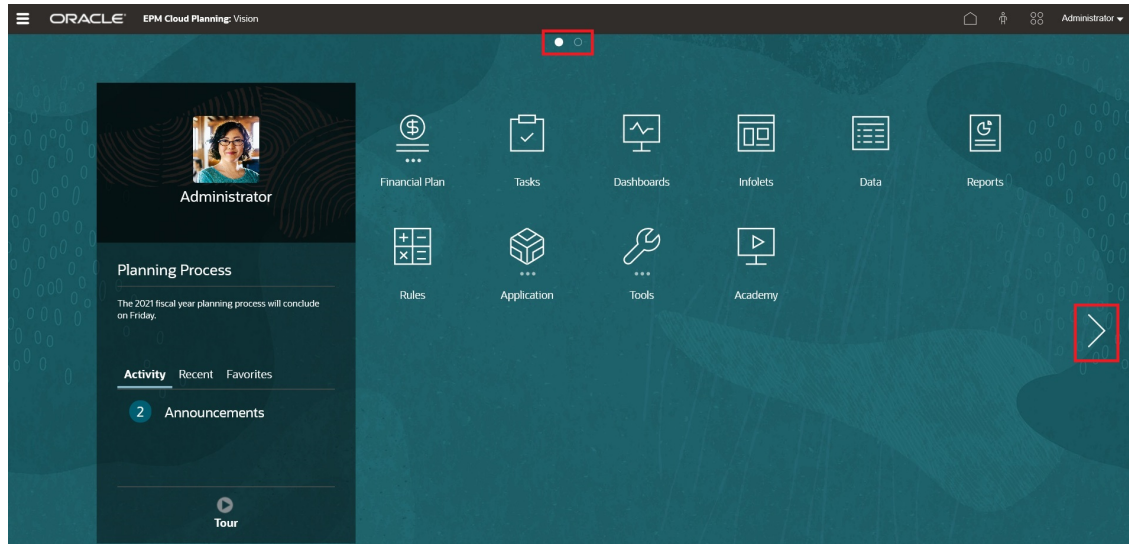 ORACLE® EPM Cloud Planning: Vision Administrator
Administrator
Financial Plan Tasks Dashboards Infolets Data Reports
Rules Application Tools Academy
Planning Process
The 2021 fiscal year planning process will conclude
on Friday.
Activity Recent Favorites
2 Announcements
Tour